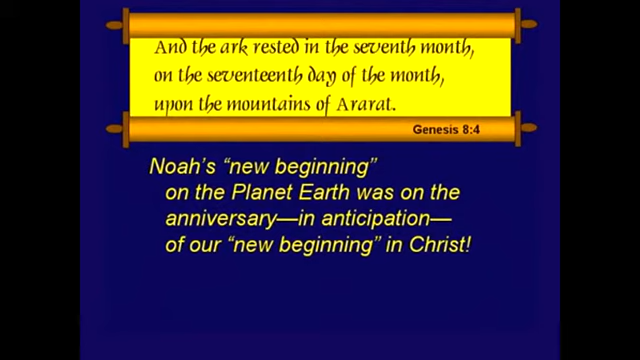 And the ark rested in the seventh month,
on the seventeenth day of the month,
upon the mountains of Ararat.
Genesis 8:4
Noah's “new beginning”
on the Planet Earth was on the
anniversary—in anticipation—
of our “new beginning” in Christ!